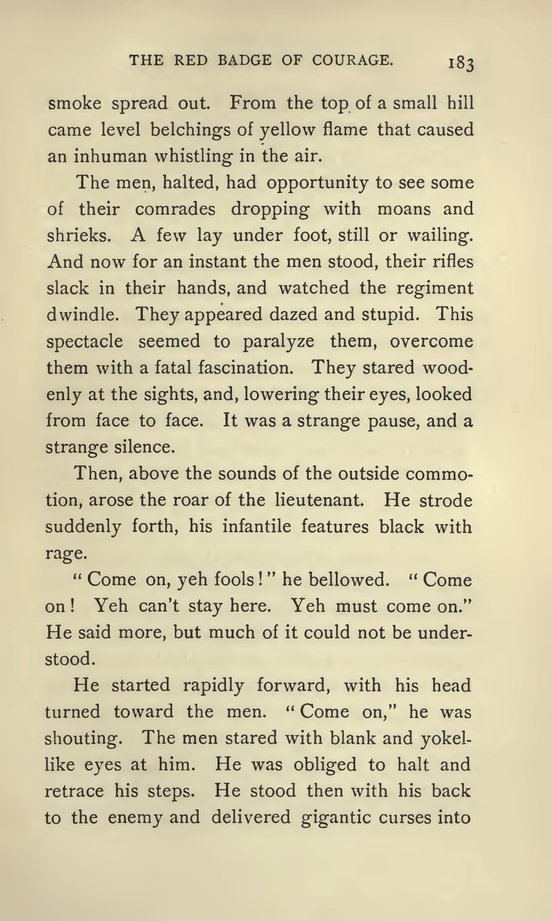 THE RED BADGE OF COURAGE. 183
smoke spread out. From the top of a small hill
came level belchings of yellow flame that caused
an inhuman whistling in the air.
The men, halted, had opportunity to see some
of their comrades dropping with moans and
shrieks. A few lay under foot, still or wailing.
And now for an instant the men stood, their rifles
slack in their hands, and watched the regiment
dwindle. They appeared dazed and stupid. This
spectacle seemed to paralyze them, overcome
them with a fatal fascination. They stared wood-
enly at the sights, and, lowering their eyes, looked
from face to face. It was a strange pause, and a
strange silence.
Then, above the sounds of the outside commo-
tion, arose the roar of the lieutenant. He strode
suddenly forth, his infantile features black with
rage.
“Come on, yeh fools!” he bellowed. “Come
on! Yeh can't stay here. Yeh must come on.”
He said more, but much of it could not be under-
stood.
He started rapidly forward, with his head
turned toward the men. “Come on,” he was
shouting. The men stared with blank and yokel-
like eyes at him. He was obliged to halt and
retrace his steps. He stood then with his back
to the enemy and delivered gigantic curses into